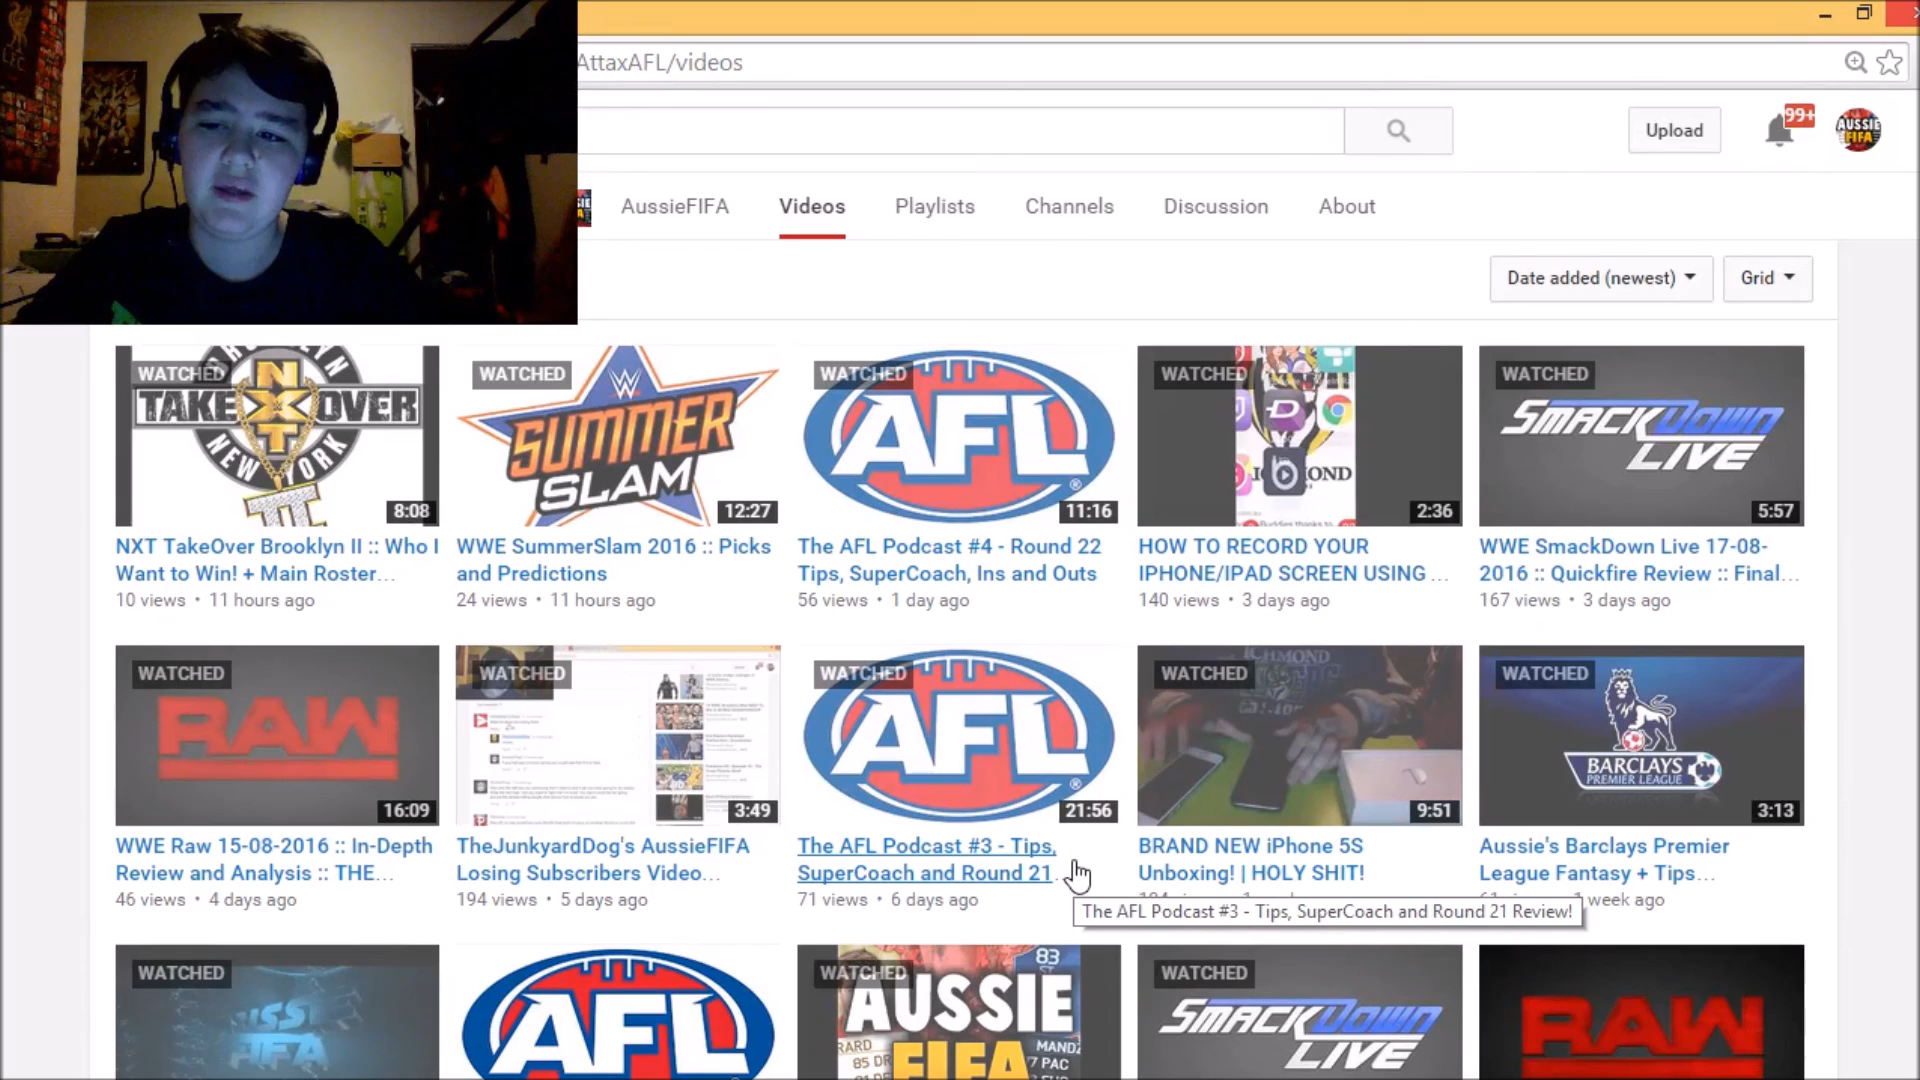 AttaxAFL/videos
Upload
99+
AUSSIE
FIFA
AussieFIFA
Videos
Playlists
Channels
Discussion
About
Date added (newest)
Grid
WATCHED
BROOKLYN
NXT
TAKEOVER
NEW YORK
II
8:08
WATCHED
W
SUMMER
SLAM
12:27
WATCHED
AFL
11:16
WATCHED
2:36
WATCHED
SMACKDOWN
LIVE
5:57
NXT TakeOver Brooklyn II :: Who I
Want to Win! + Main Roster...
10 views • 11 hours ago
WWE SummerSlam 2016 :: Picks
and Predictions
24 views • 11 hours ago
The AFL Podcast #4 - Round 22
Tips, SuperCoach, Ins and Outs
56 views • 1 day ago
HOW TO RECORD YOUR
IPHONE/IPAD SCREEN USING ...
140 views • 3 days ago
WWE SmackDown Live 17-08-
2016 :: Quickfire Review :: Final...
167 views • 3 days ago
WATCHED
RAW
16:09
WATCHED
3:49
WATCHED
AFL
21:56
WATCHED
9:51
WATCHED
BARCLAYS
PREMIER LEAGUE
3:13
WWE Raw 15-08-2016 :: In-Depth
Review and Analysis :: THE...
46 views • 4 days ago
TheJunkyardDog's AussieFIFA
Losing Subscribers Video...
194 views • 5 days ago
The AFL Podcast #3 - Tips,
SuperCoach and Round 21
71 views • 6 days ago
BRAND NEW iPhone 5S
Unboxing! | HOLY SHIT!
Aussie's Barclays Premier
League Fantasy + Tips...
week ago
The AFL Podcast #3 - Tips, SuperCoach and Round 21 Review!
WATCHED
AFL
WATCHED
83
ST
AUSSIE
FIFA
85 DR
PAC
WATCHED
SMACKDOWN
LIVE
RAW